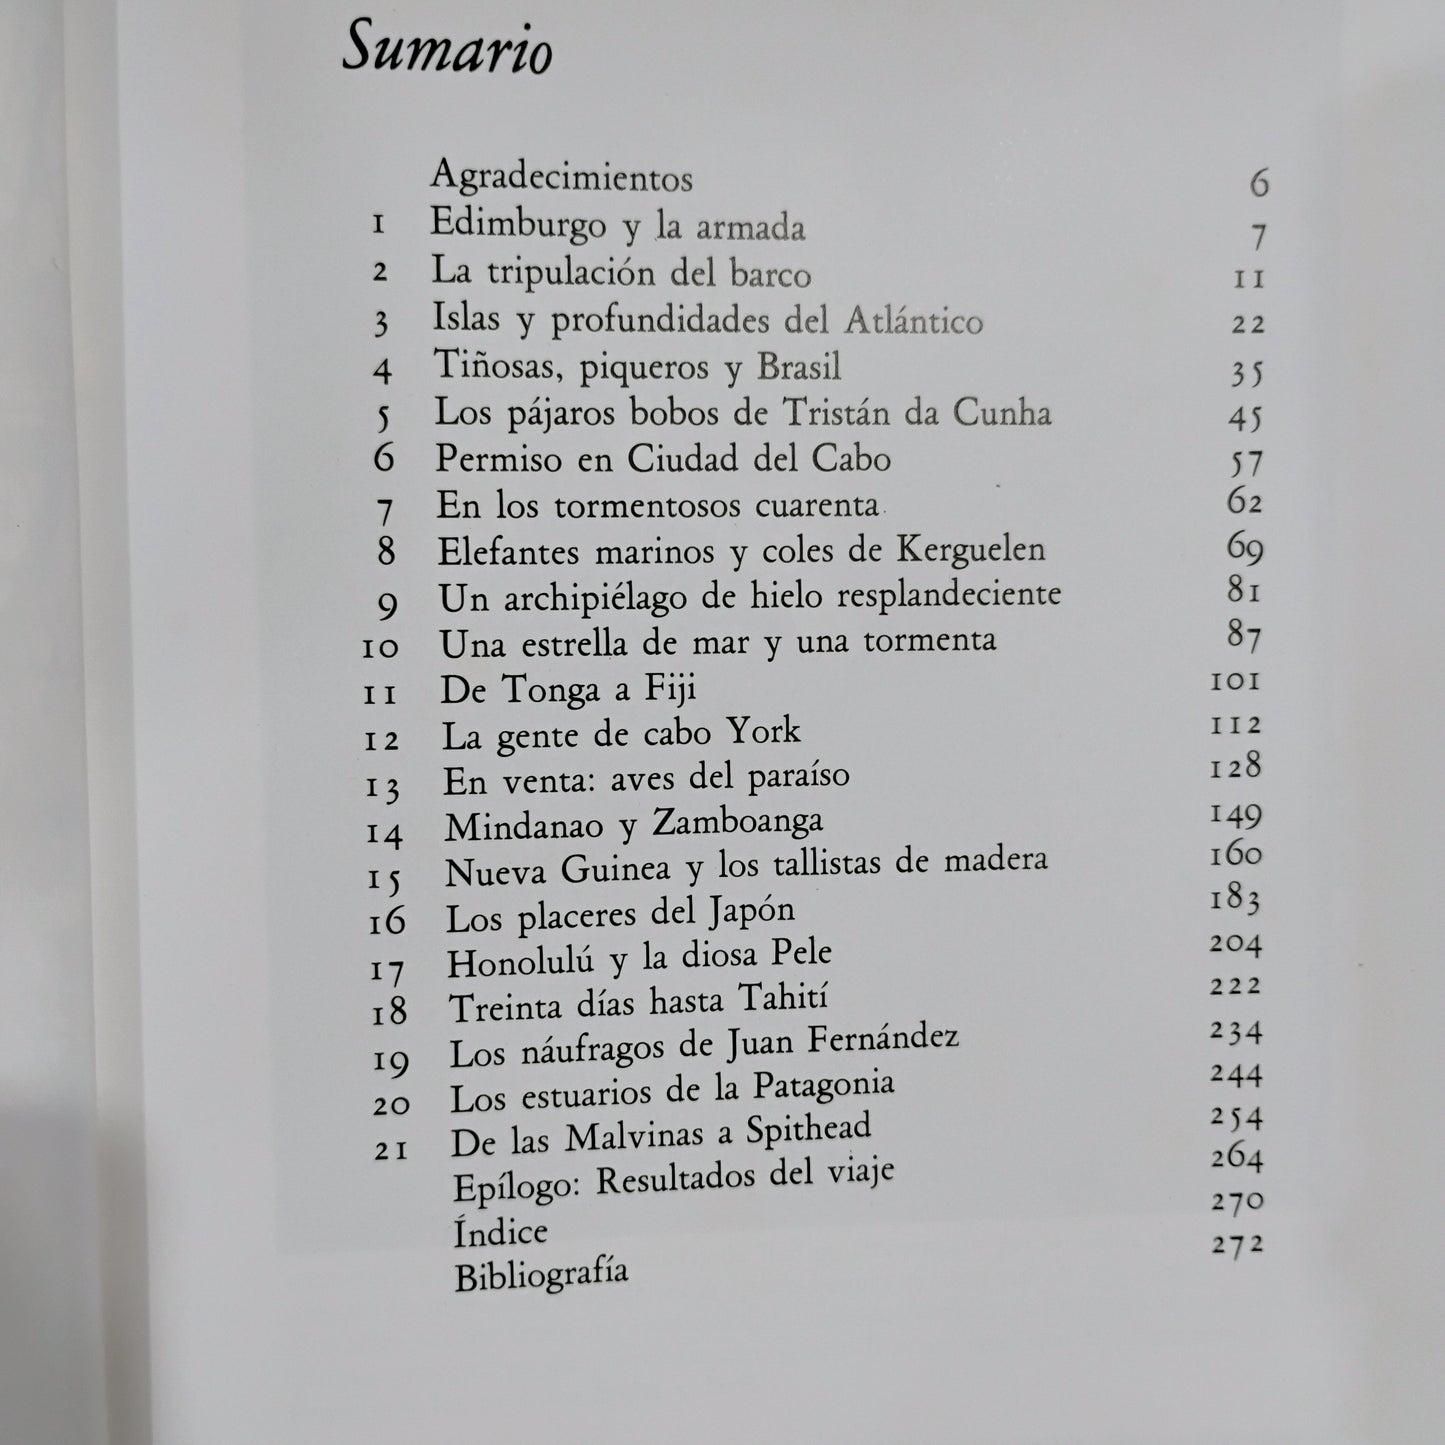 Sumario
Agradecimientos 6
1 Edimburgo y la armada 7
2 La tripulación del barco 11
3 Islas y profundidades del Atlántico 22
4 Tiñosas, piqueros y Brasil 35
5 Los pájaros bobos de Tristán da Cunha 45
6 Permiso en Ciudad del Cabo 57
7 En los tormentosos cuarenta 62
8 Elefantes marinos y coles de Kerguelen 69
9 Un archipiélago de hielo resplandeciente 81
10 Una estrella de mar y una tormenta 87
11 De Tonga a Fiji 101
12 La gente de cabo York 112
13 En venta: aves del paraíso 128
14 Mindanao y Zamboanga 149
15 Nueva Guinea y los tallistas de madera 160
16 Los placeres del Japón 183
17 Honolulú y la diosa Pele 204
18 Treinta días hasta Tahití 222
19 Los náufragos de Juan Fernández 234
20 Los estuarios de la Patagonia 244
21 De las Malvinas a Spithead 254
Epílogo: Resultados del viaje 264
Índice 270
Bibliografía 272